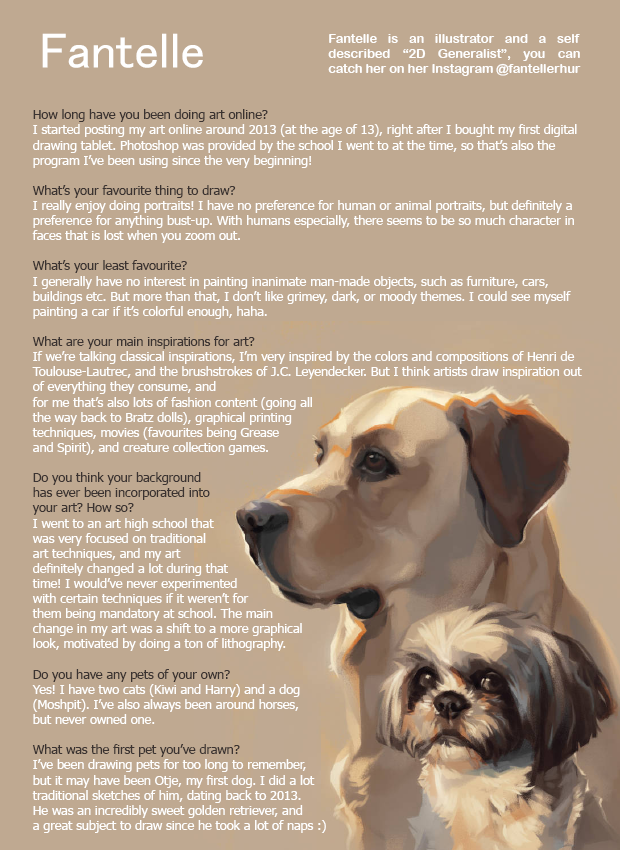 Fantelle
Fantelle is an illustrator and a self
described “2D Generalist”, you can
catch her on her Instagram @fantellerhur
How long have you been doing art online?
I started posting my art online around 2013 (at the age of 13), right after I bought my first digital
drawing tablet. Photoshop was provided by the school I went to at the time, so that’s also the
program I’ve been using since the very beginning!
What’s your favourite thing to draw?
I really enjoy doing portraits! I have no preference for human or animal portraits, but definitely a
preference for anything bust-up. With humans especially, there seems to be so much character in
faces that is lost when you zoom out.
What’s your least favourite?
I generally have no interest in painting inanimate man-made objects, such as furniture, cars,
buildings etc. But more than that, I don’t like grimey, dark, or moody themes. I could see myself
painting a car if it’s colorful enough, haha.
What are your main inspirations for art?
If we’re talking classical inspirations, I’m very inspired by the colors and compositions of Henri de
Toulouse-Lautrec, and the brushstrokes of J.C. Leyendecker. But I think artists draw inspiration out
of everything they consume, and
for me that’s also lots of fashion content (going all
the way back to Bratz dolls), graphical printing
techniques, movies (favourites being Grease
and Spirit), and creature collection games.
Do you think your background
has ever been incorporated into
your art? How so?
I went to an art high school that
was very focused on traditional
art techniques, and my art
definitely changed a lot during that
time! I would’ve never experimented
with certain techniques if it weren’t for
them being mandatory at school. The main
change in my art was a shift to a more graphical
look, motivated by doing a ton of lithography.
Do you have any pets of your own?
Yes! I have two cats (Kiwi and Harry) and a dog
(Moshpit). I’ve also always been around horses,
but never owned one.
What was the first pet you’ve drawn?
I’ve been drawing pets for too long to remember,
but it may have been Otje, my first dog. I did a lot
traditional sketches of him, dating back to 2013.
He was an incredibly sweet golden retriever, and
a great subject to draw since he took a lot of naps :)